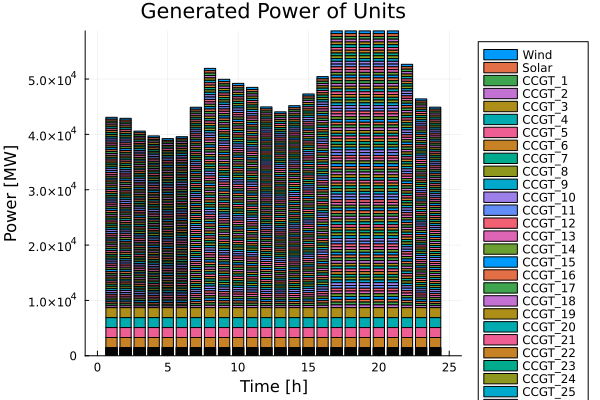 Generated Power of Units
Power [MW]
5.0×10⁴
4.0×10⁴
3.0×10⁴
2.0×10⁴
1.0×10⁴
0
0 5 10 15 20 25
Time [h]
Wind
Solar
CCGT_1
CCGT_2
CCGT_3
CCGT_4
CCGT_5
CCGT_6
CCGT_7
CCGT_8
CCGT_9
CCGT_10
CCGT_11
CCGT_12
CCGT_13
CCGT_14
CCGT_15
CCGT_16
CCGT_17
CCGT_18
CCGT_19
CCGT_20
CCGT_21
CCGT_22
CCGT_23
CCGT_24
CCGT_25